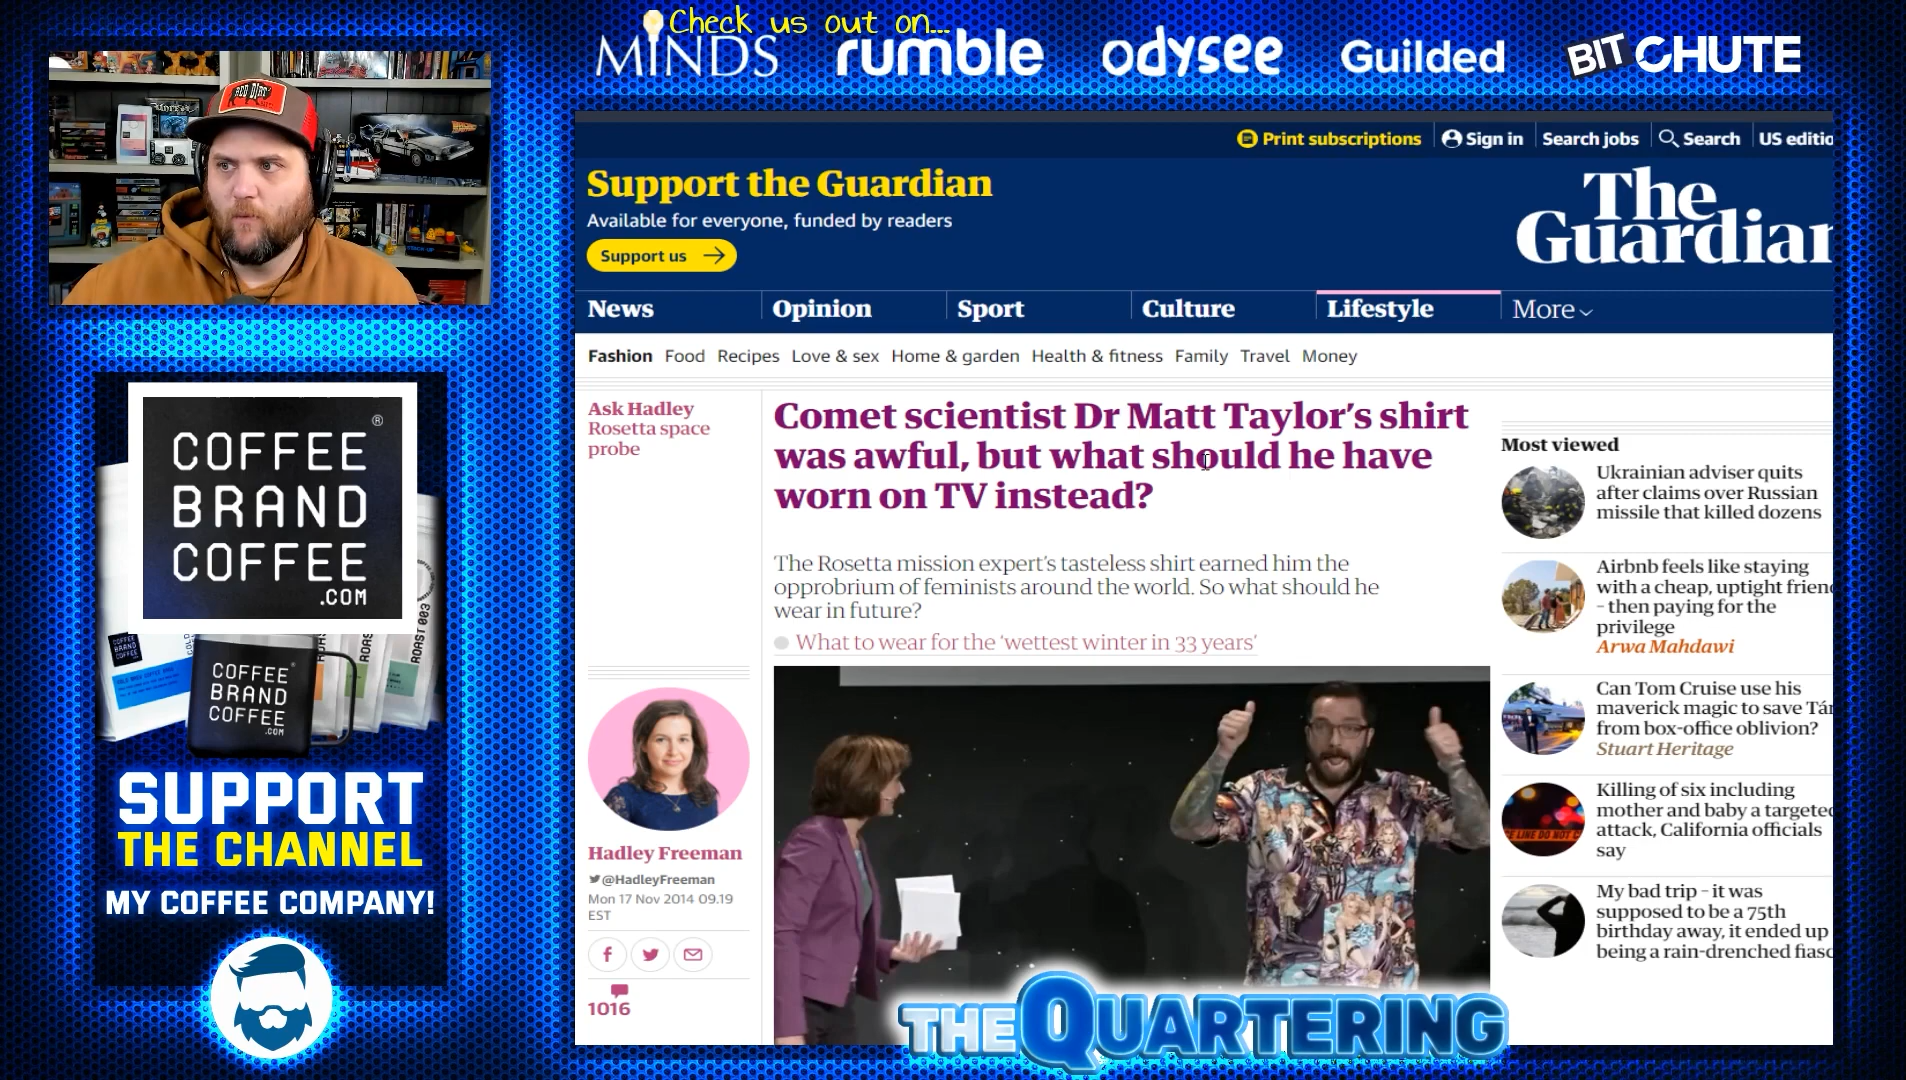 Check us out on...
MINDS
rumble
odysee
Guilded
BITCHUTE
RED DIRT
Print subscriptions
Sign in
Search jobs
Search
US editio
Support the Guardian
Available for everyone, funded by readers
Support us
The
Guardian
News
Opinion
Sport
Culture
Lifestyle
More
Fashion
Food
Recipes
Love & sex
Home & garden
Health & fitness
Family
Travel
Money
Ask Hadley
Rosetta space
probe
Comet scientist Dr Matt Taylor's shirt
was awful, but what should he have
worn on TV instead?
The Rosetta mission expert's tasteless shirt earned him the
opprobrium of feminists around the world. So what should he
wear in future?
What to wear for the 'wettest winter in 33 years'
Hadley Freeman
@HadleyFreeman
Mon 17 Nov 2014 09.19
EST
1016
Most viewed
Ukrainian adviser quits
after claims over Russian
missile that killed dozens
Airbnb feels like staying
with a cheap, uptight friend
– then paying for the
privilege
Arwa Mahdawi
Can Tom Cruise use his
maverick magic to save Tár
from box-office oblivion?
Stuart Heritage
Killing of six including
mother and baby a targeted
attack, California officials
say
My bad trip – it was
supposed to be a 75th
birthday away, it ended up
being a rain-drenched fiasc
COFFEE®
BRAND
COFFEE
.COM
ROAST 003
COFFEE®
BRAND
COFFEE
.COM
SUPPORT
THE CHANNEL
MY COFFEE COMPANY!
THE QUARTERING